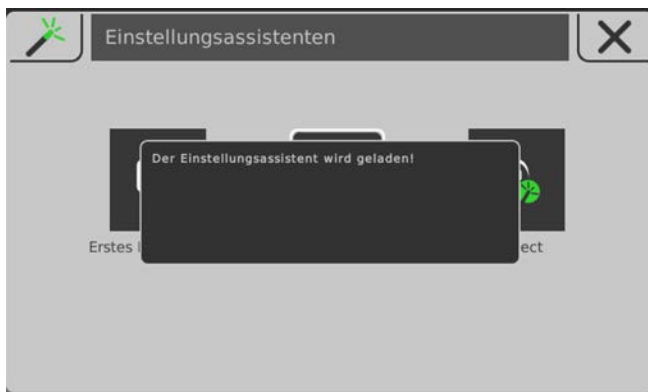 Einstellungsassistenten
Der Einstellungsassistent wird geladen!
Erstes
ect